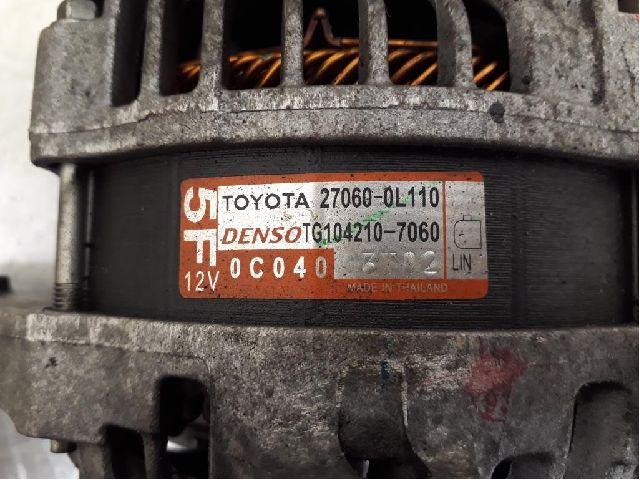 5F
12V
TOYOTA 27060-0L110
DENSO TG104210-7060
0C040
LIN
MADE IN THAILAND